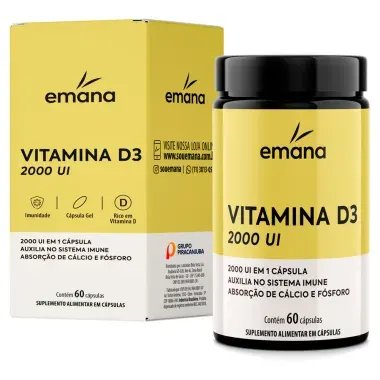 emana
VITAMINA D3
2000 UI
Imunidade
Cápsula Gel
D
Rico em
Vitamina D
2000 UI EM 1 CÁPSULA
AUXILIA NO SISTEMA IMUNE
ABSORÇÃO DE CÁLCIO E FÓSFORO
Contém 60 cápsulas
SUPLEMENTO ALIMENTAR EM CÁPSULAS
emana
VISITE NOSSA LOJA ONLINE
GRUPO
PIRACANJUBA
emana
VITAMINA D3
2000 UI
2000 UI EM 1 CÁPSULA
AUXILIA NO SISTEMA IMUNE
ABSORÇÃO DE CÁLCIO E FÓSFORO
Contém 60 cápsulas
SUPLEMENTO ALIMENTAR EM CÁPSULAS